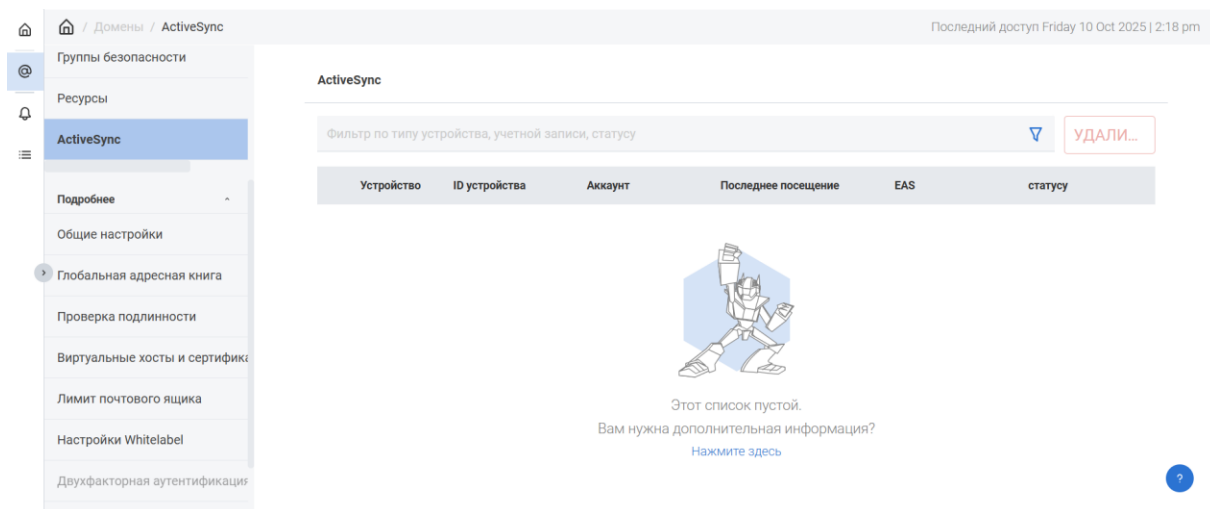 / Домены / ActiveSync
Последний доступ Friday 10 Oct 2025 | 2:18 pm
Группы безопасности
Ресурсы
ActiveSync
Подробнее
Общие настройки
Глобальная адресная книга
Проверка подлинности
Виртуальные хосты и сертифика
Лимит почтового ящика
Настройки Whitelabel
Двухфакторная аутентификация
ActiveSync
Фильтр по типу устройства, учетной записи, статусу
УДАЛИ...
Устройство ID устройства Аккаунт Последнее посещение EAS статусу
Этот список пустой.
Вам нужна дополнительная информация?
Нажмите здесь
?